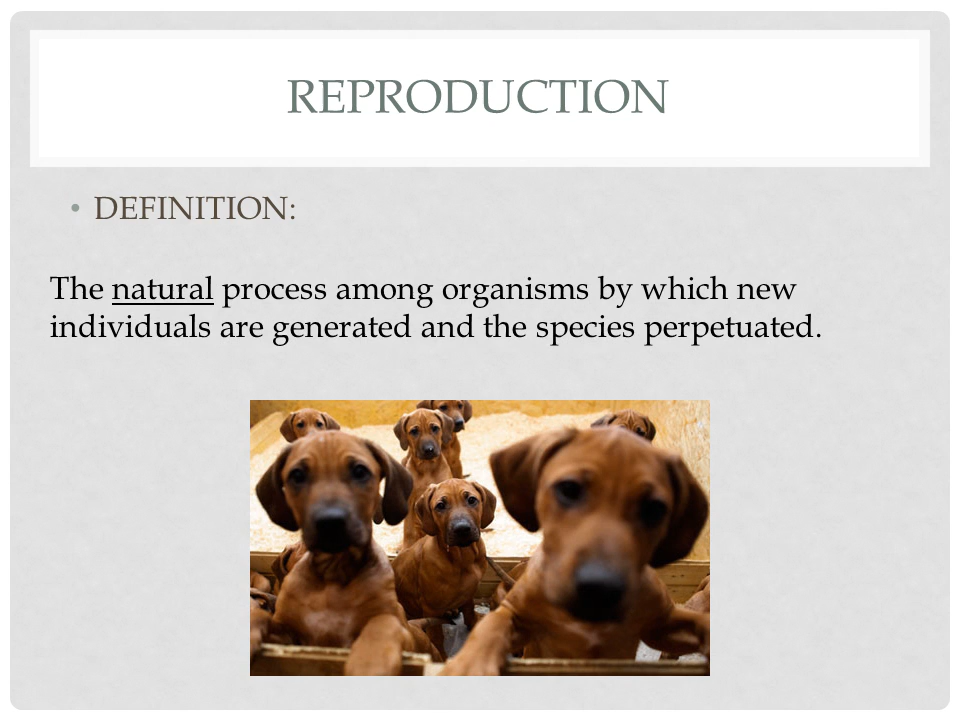 REPRODUCTION
• DEFINITION:
The natural process among organisms by which new
individuals are generated and the species perpetuated.